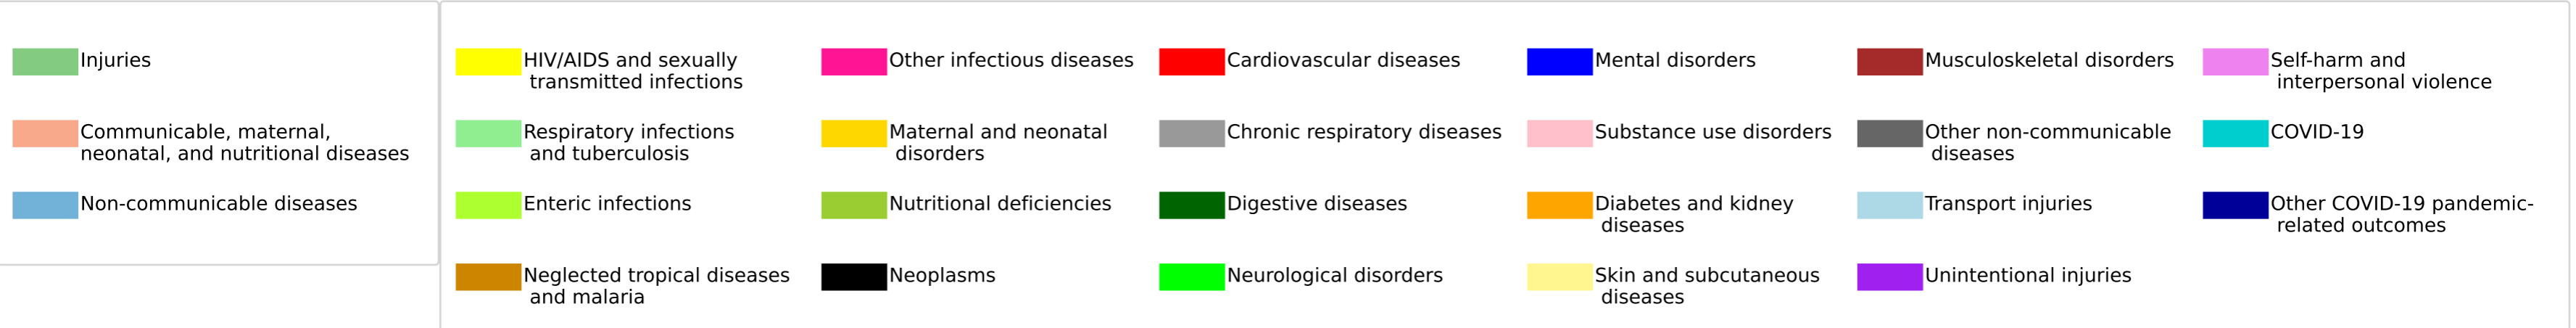 Injuries
Communicable, maternal,
neonatal, and nutritional diseases
Non-communicable diseases
HIV/AIDS and sexually
transmitted infections
Respiratory infections
and tuberculosis
Enteric infections
Neglected tropical diseases
and malaria
Other infectious diseases
Maternal and neonatal
disorders
Nutritional deficiencies
Neoplasms
Cardiovascular diseases
Chronic respiratory diseases
Digestive diseases
Neurological disorders
Mental disorders
Substance use disorders
Diabetes and kidney
diseases
Skin and subcutaneous
diseases
Musculoskeletal disorders
Other non-communicable
diseases
Transport injuries
Unintentional injuries
Self-harm and
interpersonal violence
COVID-19
Other COVID-19 pandemic-
related outcomes